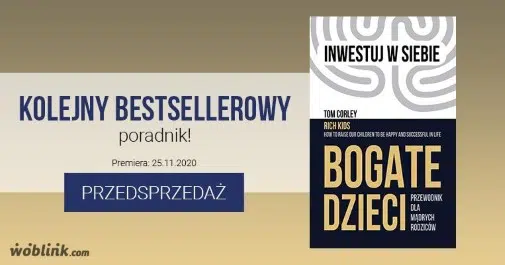 KOLEJNY BESTSELLEROWY
poradnik!
Premiera: 25.11.2020
PRZEDSPRZEDAŻ
woblink.com
INWESTUJ W SIEBIE
TOM CORLEY
RICH KIDS
HOW TO RAISE OUR CHILDREN TO BE HAPPY AND SUCCESSFUL IN LIFE
BOGATE
DZIECI
PRZEWODNIK
DLA
MĄDRYCH
RODZICÓW